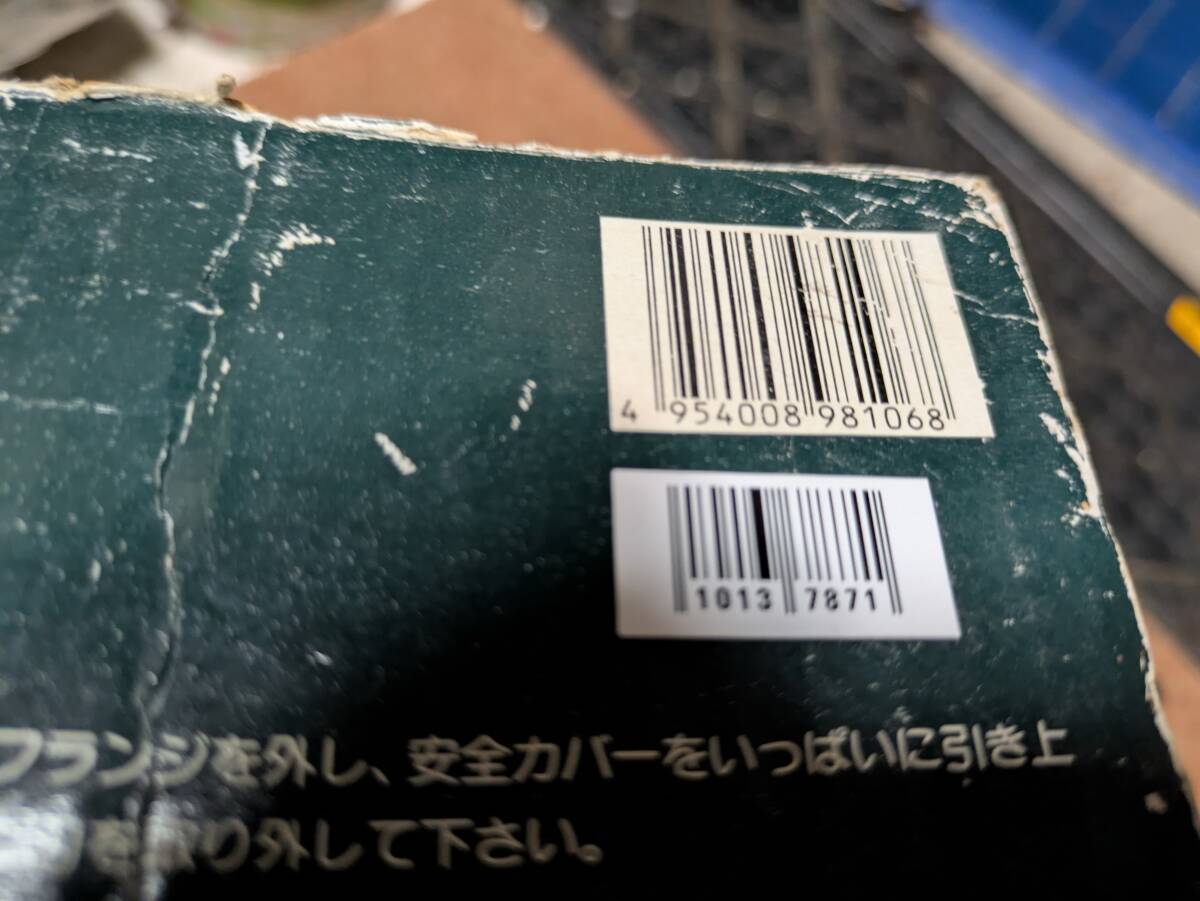 4 954008 981068
1013 7871
フランジを外し、安全カバーをいっぱいに引き上
を取り外して下さい。